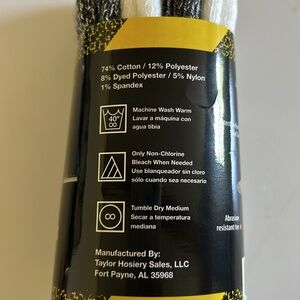 74% Cotton / 12% Polyester
8% Dyed Polyester / 5% Nylon
1% Spandex
40°
Machine Wash Warm
Lavar a máquina con
agua tibia
Only Non-Chlorine
Bleach When Needed
Use blanqueador sin cloro
sólo cuando sea necesario
Tumble Dry Medium
Secar a temperatura
mediana
Manufactured By:
Taylor Hosiery Sales, LLC
Fort Payne, AL 35968
Abrasion
resistant